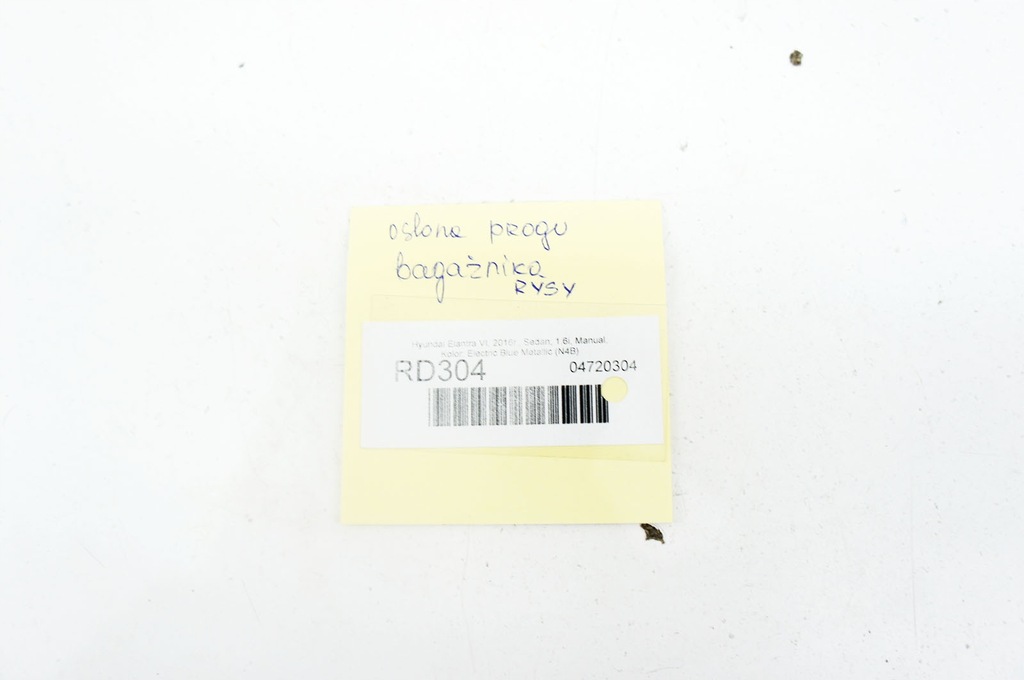 osłona progu
bagażnika
RYSY
Hyundai Elantra VI, 2016r., Sedan, 1.6i, Manual,
Kolor: Electric Blue Metallic (N4B)
RD304
04720304